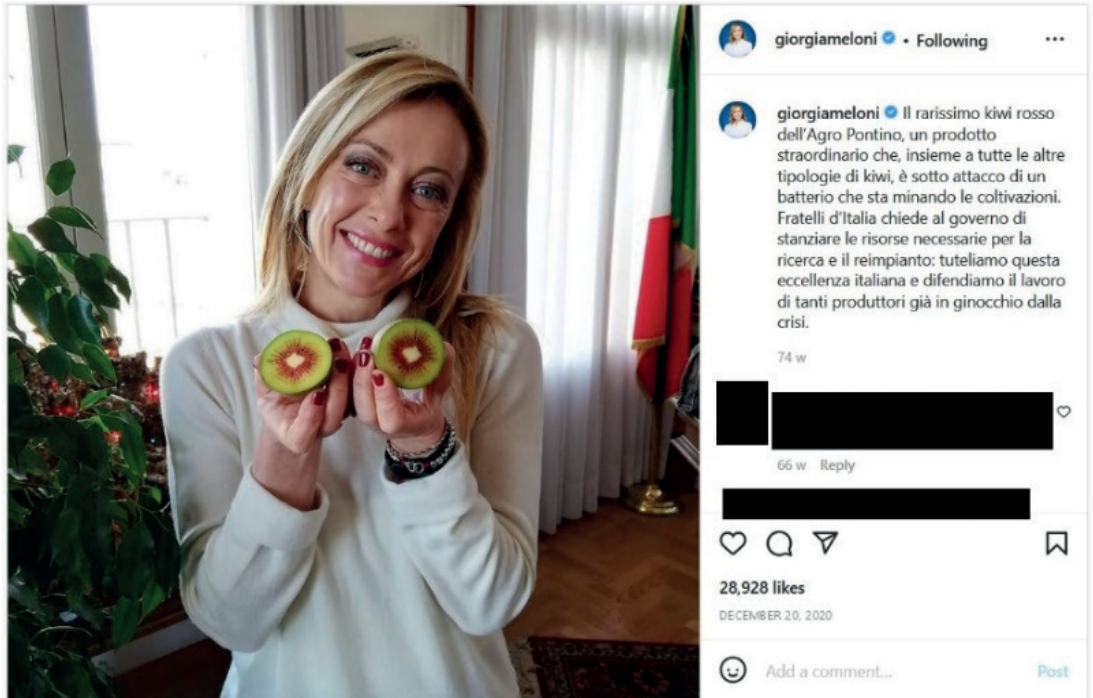 giorgiameloni • Following
giorgiameloni Il rarissimo kiwi rosso
dell'Agro Pontino, un prodotto
straordinario che, insieme a tutte le altre
tipologie di kiwi, è sotto attacco di un
batterio che sta minando le coltivazioni.
Fratelli d'Italia chiede al governo di
stanziare le risorse necessarie per la
ricerca e il reimpianto: tuteliamo questa
eccellenza italiana e difendiamo il lavoro
di tanti produttori già in ginocchio dalla
crisi.
74 w
66 w Reply
28,928 likes
DECEMBER 20, 2020
Add a comment... Post